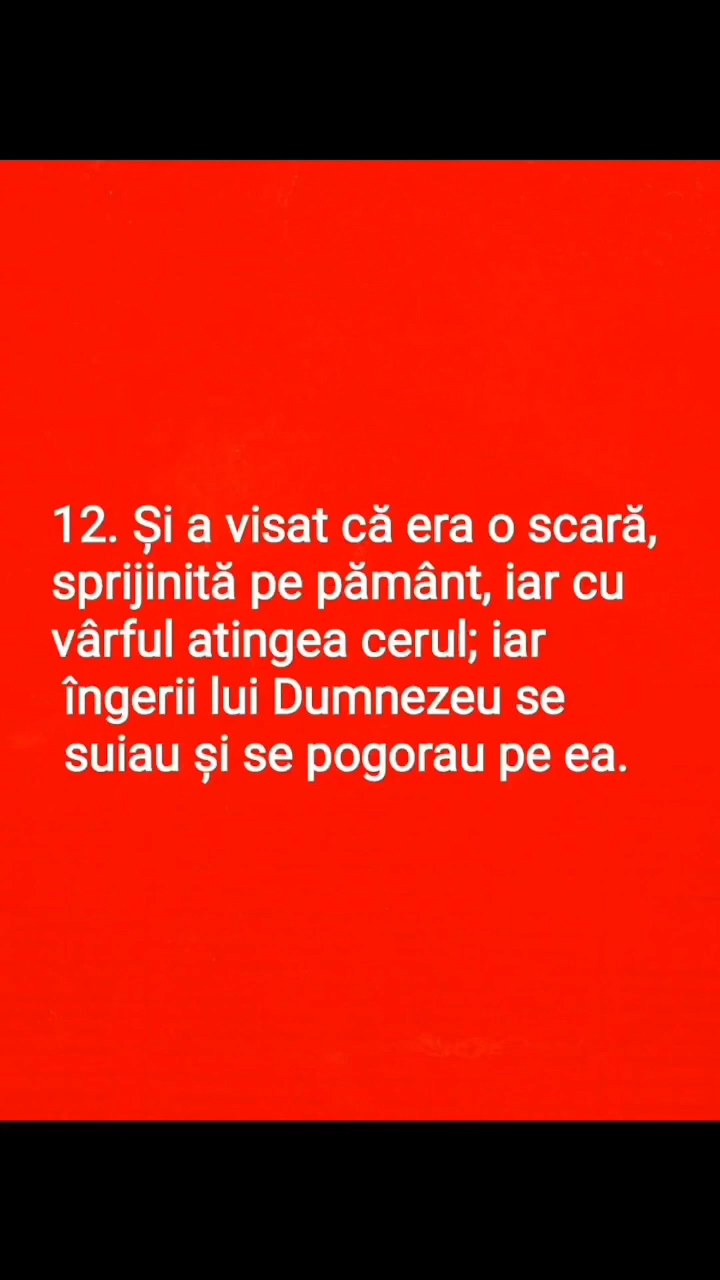 12. Și a visat că era o scară,
sprijinită pe pământ, iar cu
vârful atingea cerul; iar
îngerii lui Dumnezeu se
suiau și se pogorau pe ea.